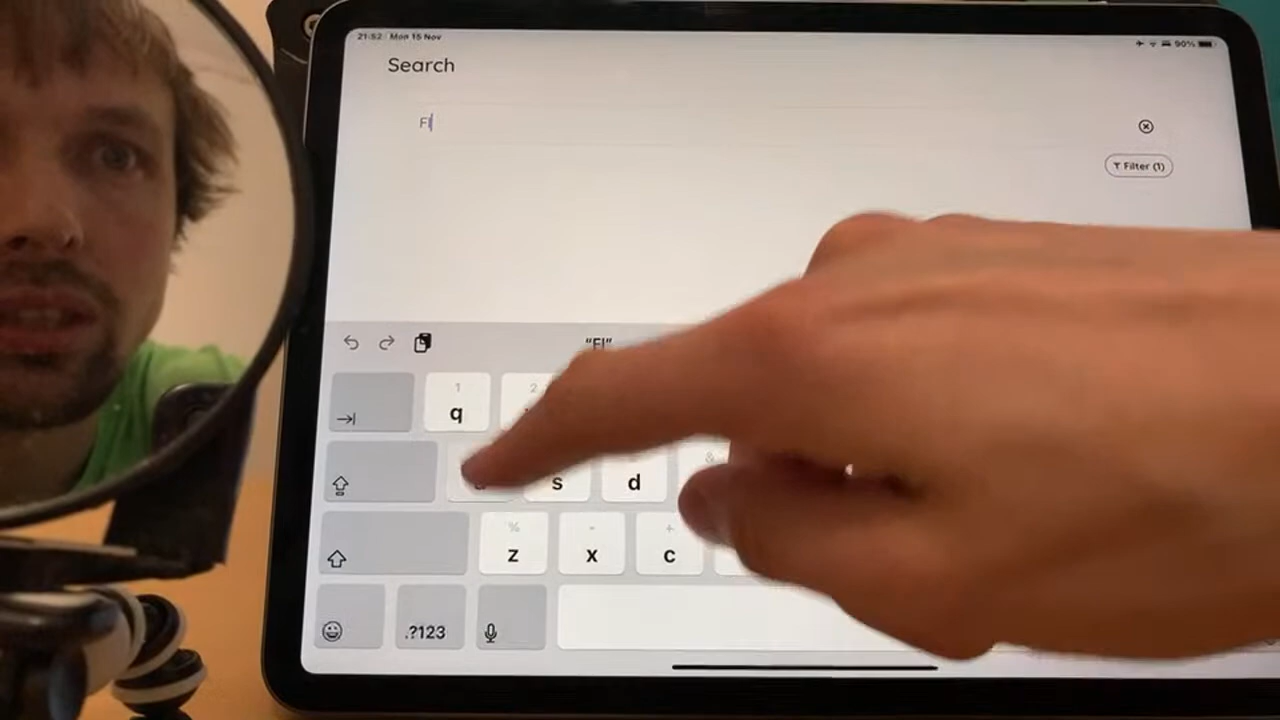 21:52 Mon 15 Nov
90%
Search
Fl
Filter (1)
"Fl"
1 2
q
&
a s d
% - +
z x c
.?123